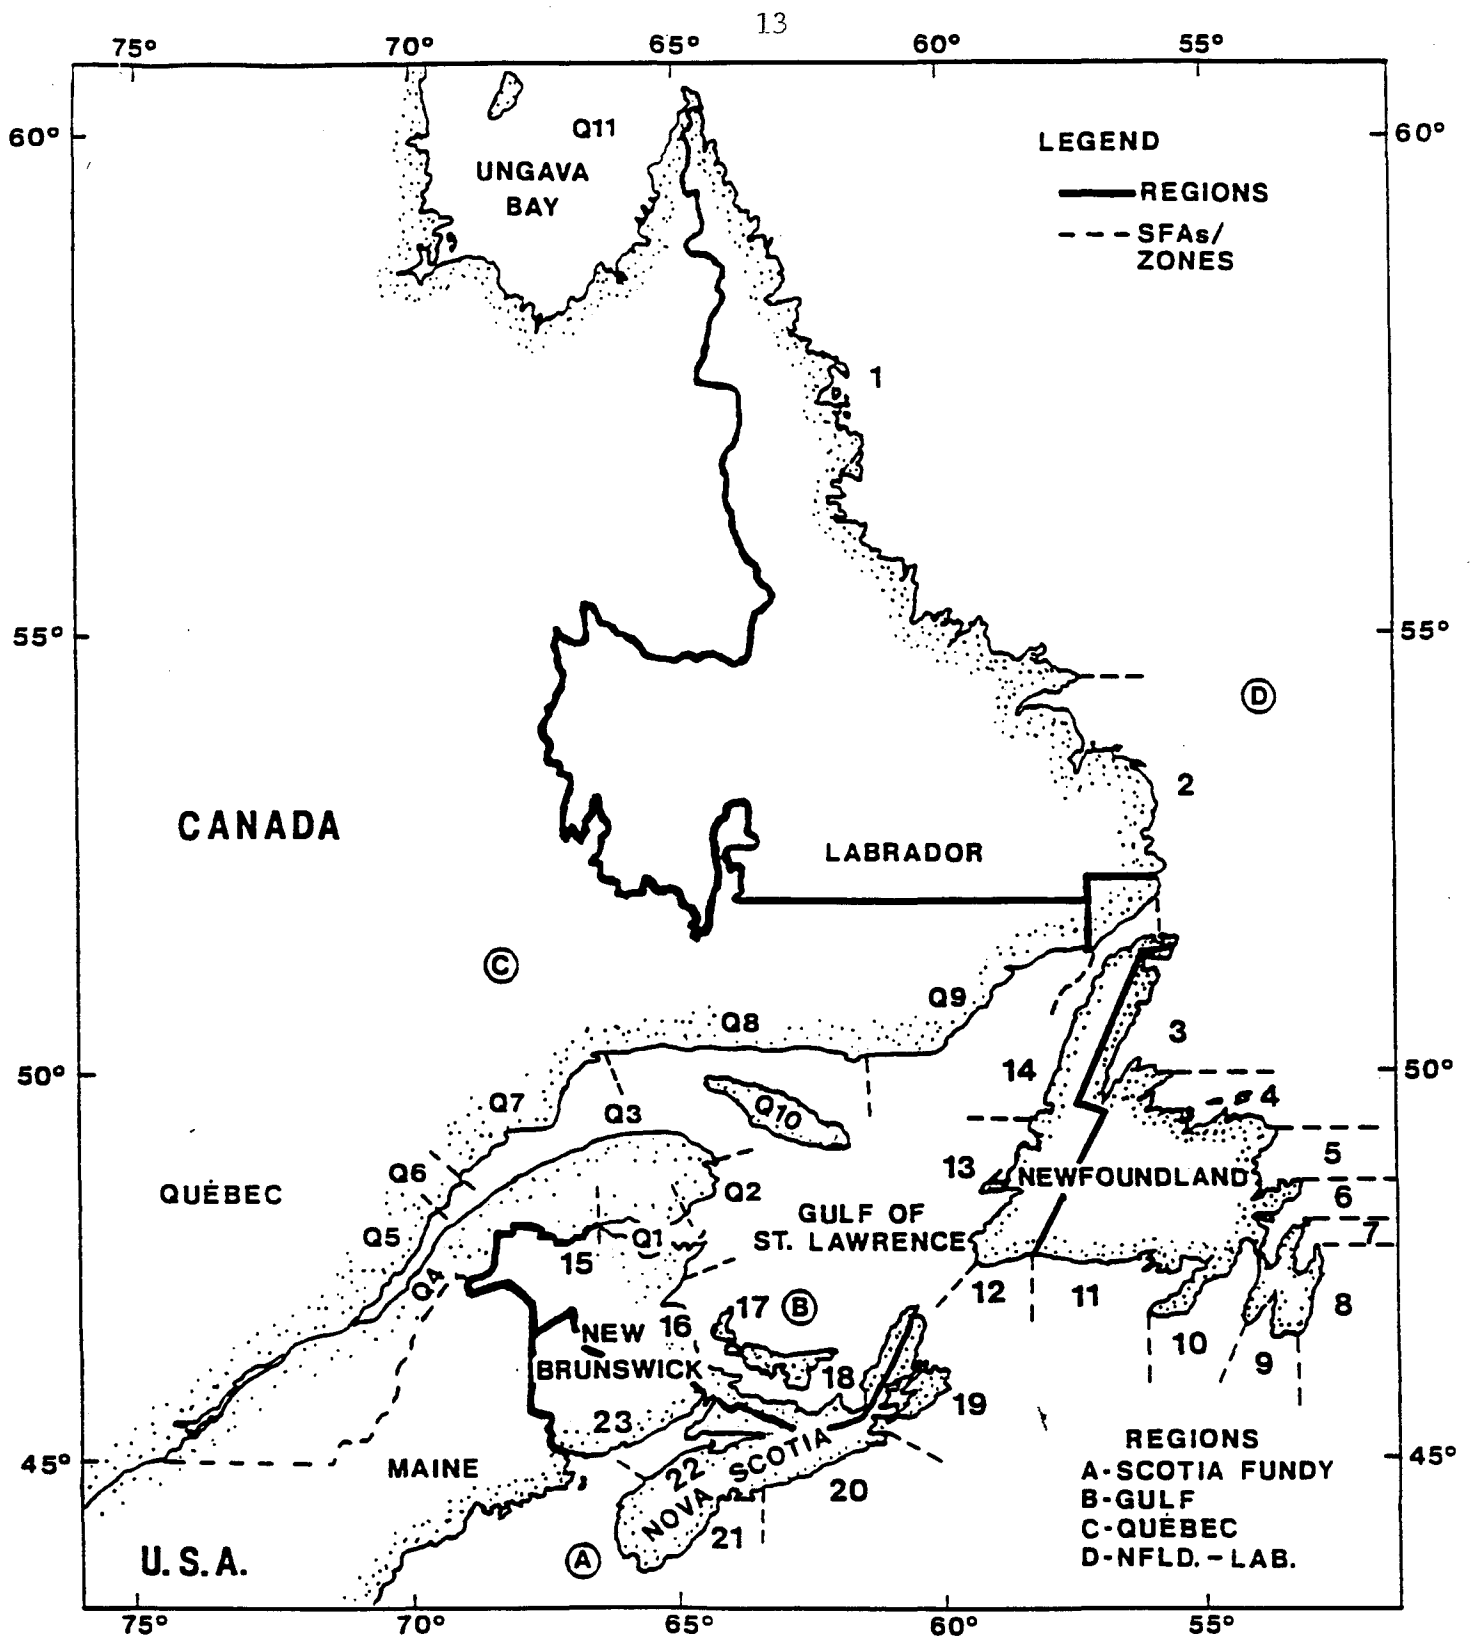 13
75° 70° 65° 60° 55°
60° 60°
Q11
UNGAVA
BAY
LEGEND
REGIONS
SFAs/
ZONES
1
55° 55°
D
2
CANADA
LABRADOR
C
Q9
Q8
3
14
50° 50°
Q7
Q3
Q10
4
5
Q6
13
NEWFOUNDLAND
QUÉBEC
Q2
6
GULF OF
ST. LAWRENCE
Q5
Q1
7
15
Q4
12
11
8
17
B
16
10
NEW
BRUNSWICK
18
9
19
23
NOVA SCOTIA
REGIONS
A-SCOTIA FUNDY
B-GULF
C-QUÉBEC
D-NFLD.-LAB.
45° 45°
MAINE
22
20
21
U.S.A.
A
75° 70° 65° 60° 55°